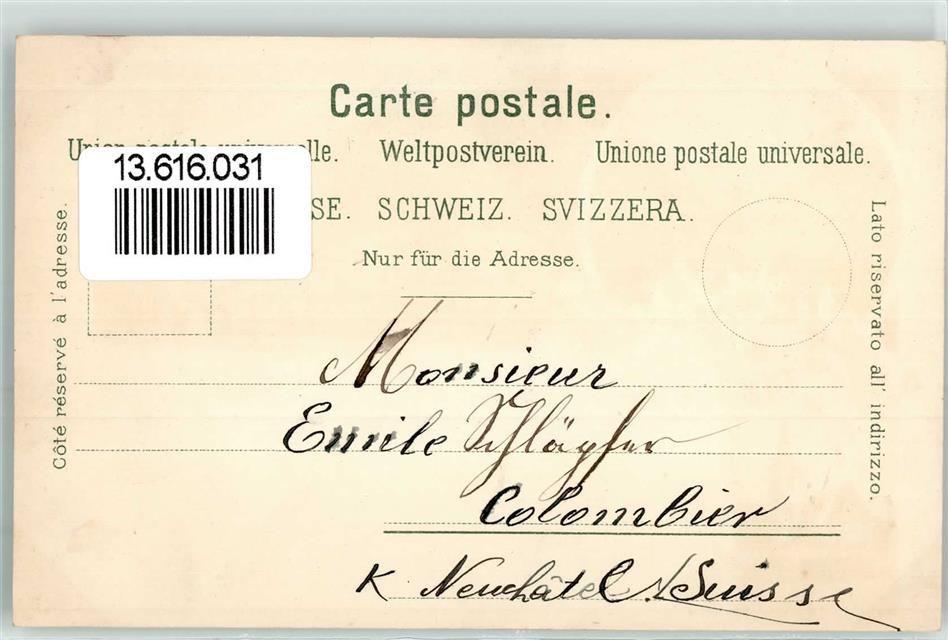 Carte postale.
Union postale universelle. Weltpostverein. Unione postale universale.
13.616.031
SE. SCHWEIZ. SVIZZERA.
Nur für die Adresse.
Côté réservé à l'adresse.
Lato riservato all' indirizzo.
Monsieur
Emile Schläpfer
Colombier
K Neuchâtel Suisse